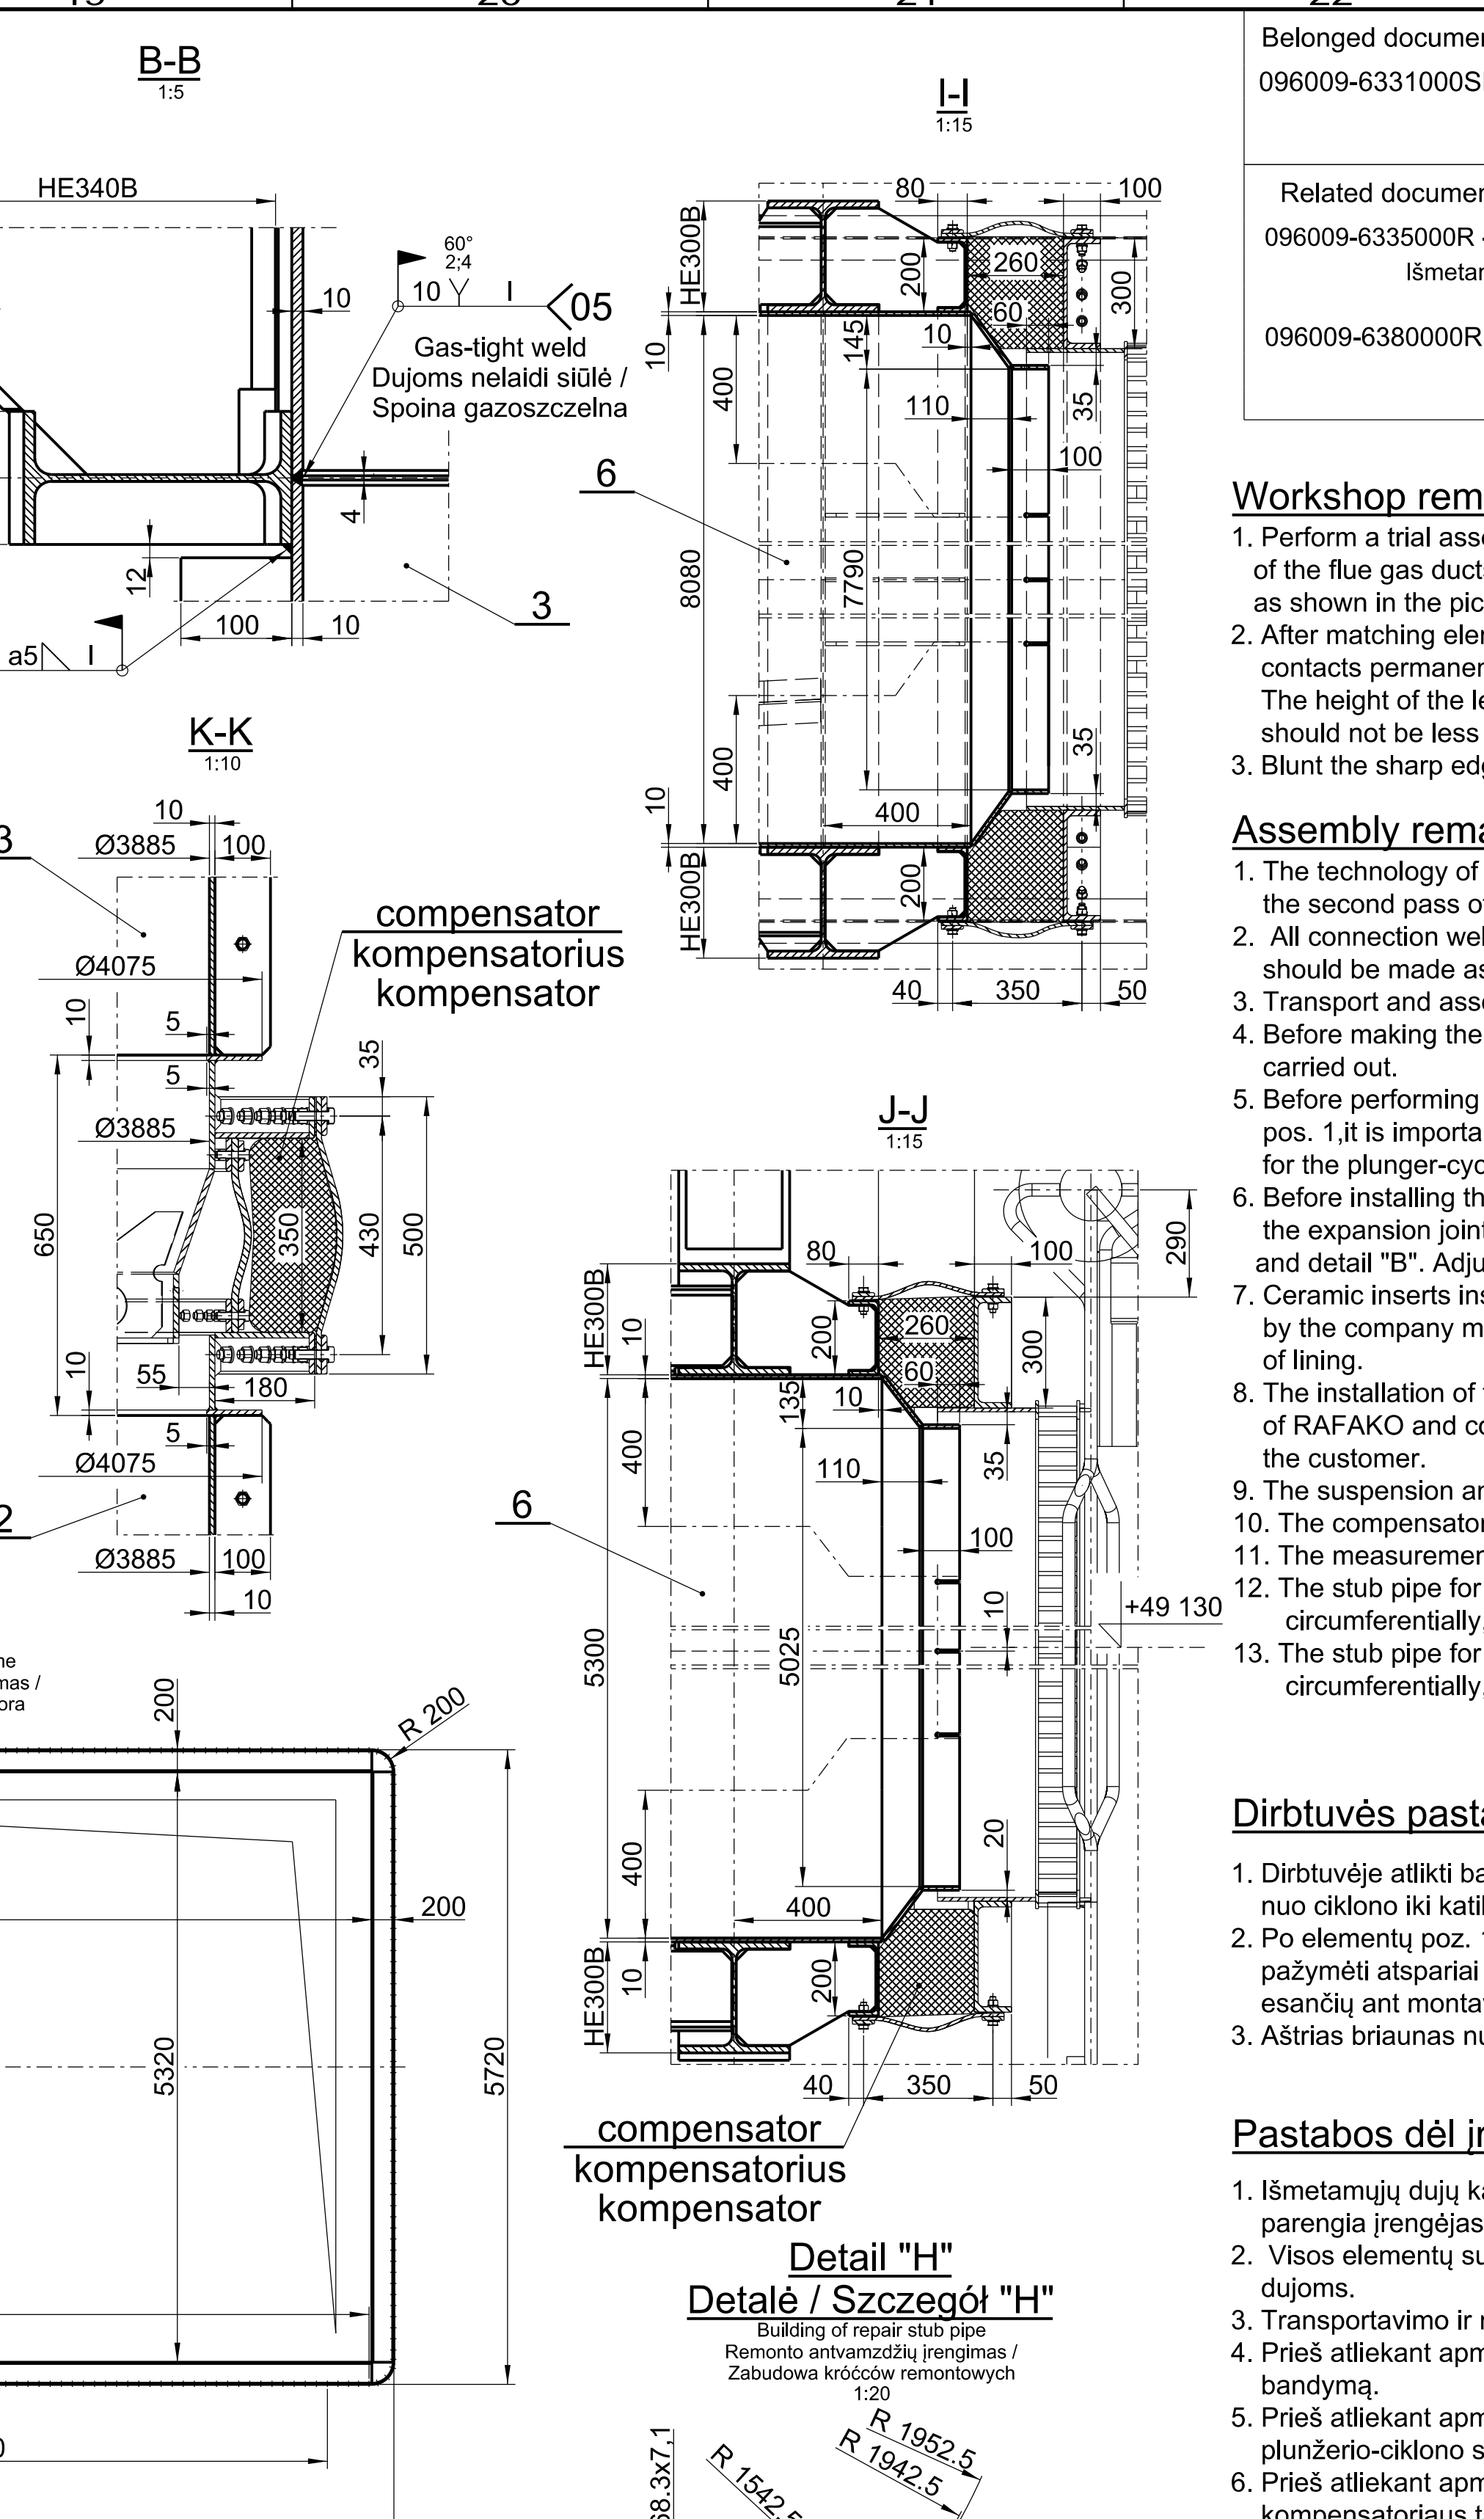 B-B
1:5
HE340B
10
60°
2;4
10
I
05
Gas-tight weld
Dujoms nelaidi siūlė /
Spoina gazoszczelna
4
12
100
10
3
a5
I
K-K
1:10
10
Ø3885
100
Ø4075
10
5
5
Ø3885
650
350
430
500
35
10
55
180
5
Ø4075
Ø3885
100
10
compensator
kompensatorius
kompensator
I-I
1:15
80
100
HE300B
200
260
300
60
10
10
145
400
110
35
100
6
8080
7790
400
35
10
400
HE300B
200
40
350
50
J-J
1:15
80
100
290
HE300B
10
200
260
300
60
10
135
400
110
35
100
6
10
+49 130
5300
5025
400
20
400
HE300B
10
200
40
350
50
compensator
kompensatorius
kompensator
200
R 200
200
5320
5720
Detail "H"
Detalė / Szczegół "H"
Building of repair stub pipe
Remonto antvamzdžių įrengimas /
Zabudowa króćców remontowych
1:20
R 1952.5
R 1942.5
R 1542.5
68.3x7,1
Belonged documen
096009-6331000S
Related documen
096009-6335000R
Išmetan
096009-6380000R
Workshop rem
1. Perform a trial asse
of the flue gas ducts
as shown in the pic
2. After matching eler
contacts permaner
The height of the le
should not be less
3. Blunt the sharp edg
Assembly rema
1. The technology of
the second pass o
2. All connection wel
should be made as
3. Transport and asse
4. Before making the
carried out.
5. Before performing
pos. 1,it is importa
for the plunger-cyc
6. Before installing th
the expansion joint
and detail "B". Adju
7. Ceramic inserts ins
by the company m
of lining.
8. The installation of
of RAFAKO and co
the customer.
9. The suspension an
10. The compensator
11. The measuremen
12. The stub pipe for
circumferentially,
13. The stub pipe for
circumferentially,
Dirbtuvės pasta
1. Dirbtuvėje atlikti ba
nuo ciklono iki katil
2. Po elementų poz.
pažymėti atspariai
esančių ant monta
3. Aštrias briaunas nu
Pastabos dėl įr
1. Išmetamųjų dujų ka
parengia įrengėjas
2. Visos elementų su
dujoms.
3. Transportavimo ir
4. Prieš atliekant apm
bandymą.
5. Prieš atliekant apm
plunžerio-ciklono s
6. Prieš atliekant apm
kompensatoriaus t